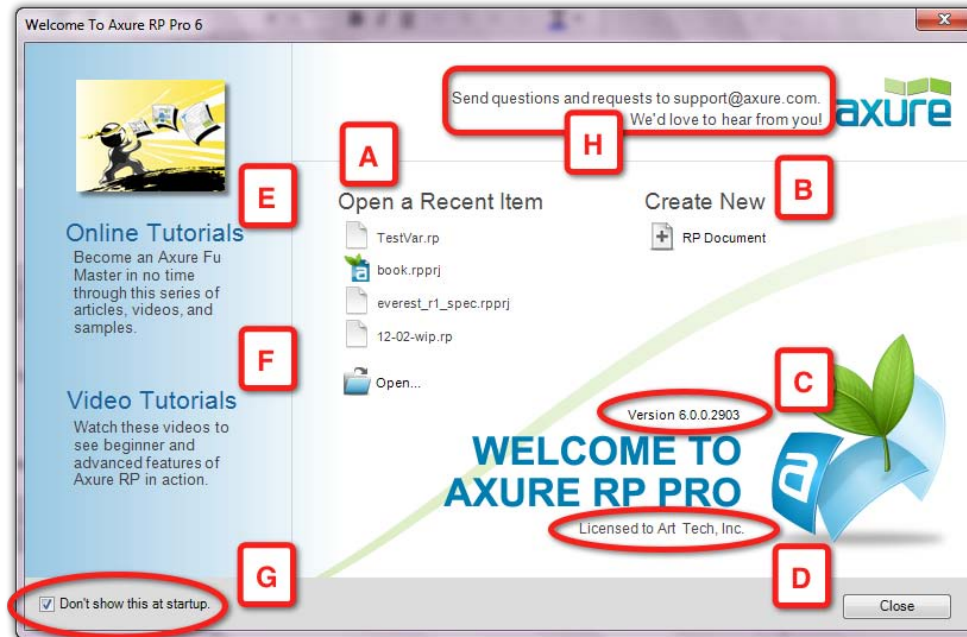 Welcome To Axure RP Pro 6
Send questions and requests to support@axure.com.
We'd love to hear from you!
axure
H
A
B
E
Open a Recent Item
Create New
TestVar.rp
RP Document
book.rpprj
everest_r1_spec.rpprj
12-02-wip.rp
Open...
Online Tutorials
Become an Axure Fu
Master in no time
through this series of
articles, videos, and
samples.
F
Video Tutorials
Watch these videos to
see beginner and
advanced features of
Axure RP in action.
C
Version 6.0.0.2903
WELCOME TO
AXURE RP PRO
a
Licensed to Art Tech, Inc.
G
D
Don't show this at startup.
Close